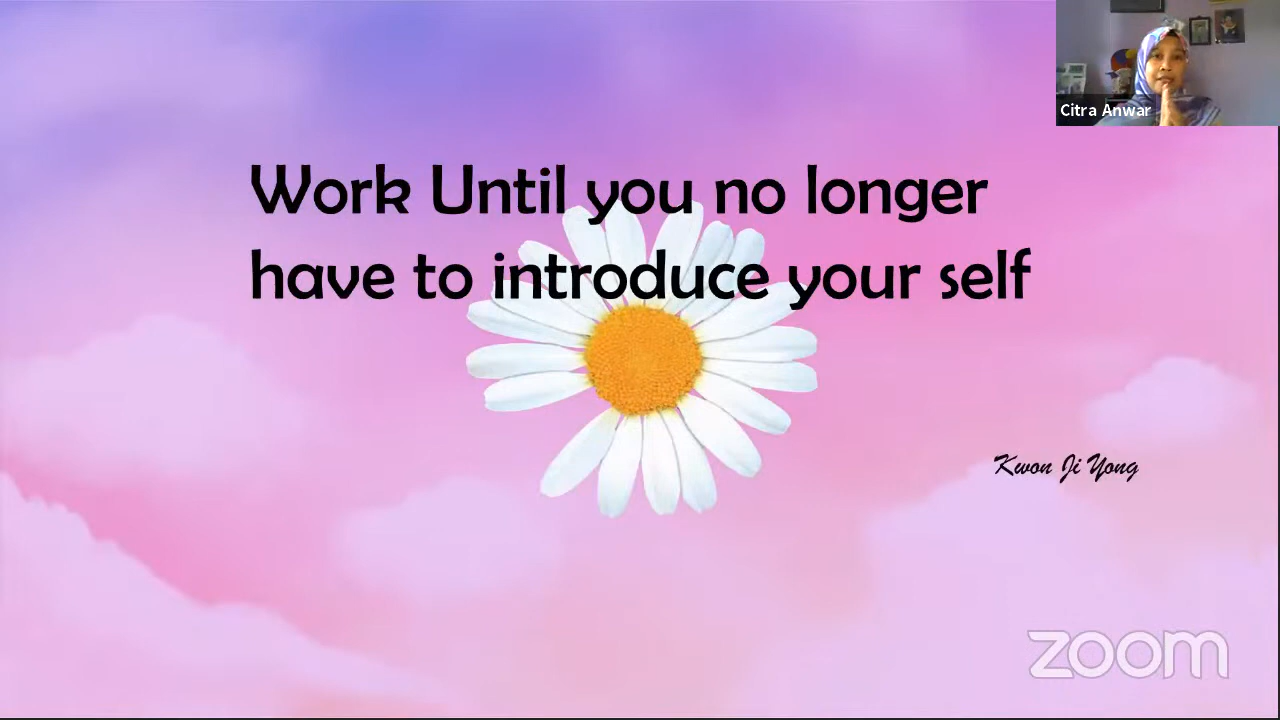 Citra Anwar
Work Until you no longer
have to introduce your self
Kwon Ji Yong
zoom